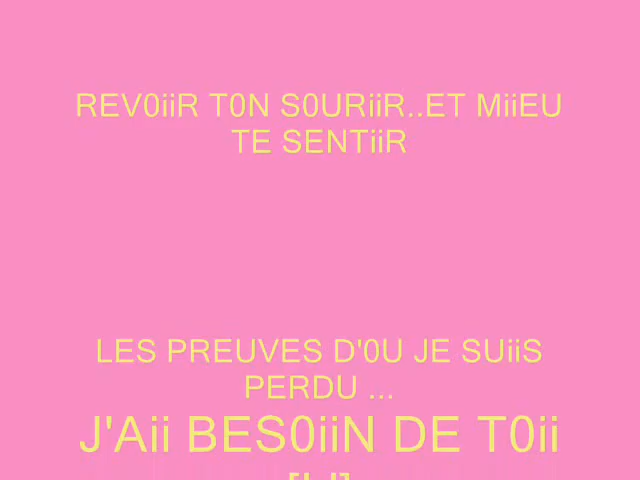 REV0iiR T0N S0URiiR..ET MiiEU
TE SENTiiR
LES PREUVES D'0U JE SUiiS
PERDU ...
J'Aii BES0iiN DE T0ii